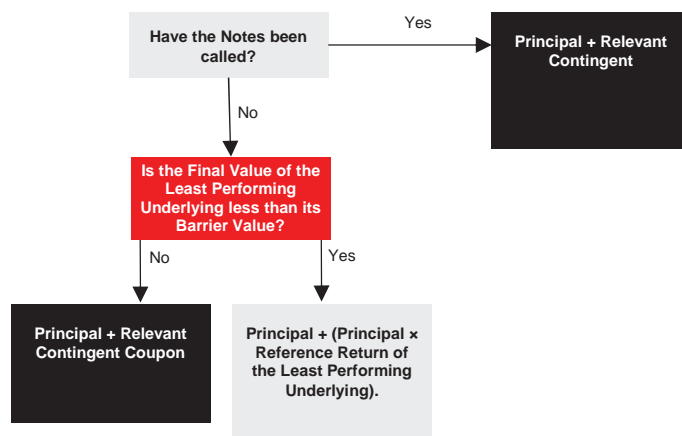 Have the Notes been
called?
Yes
Principal + Relevant
Contingent
No
Is the Final Value of the
Least Performing
Underlying less than its
Barrier Value?
No
Yes
Principal + Relevant
Contingent Coupon
Principal + (Principal ×
Reference Return of
the Least Performing
Underlying).